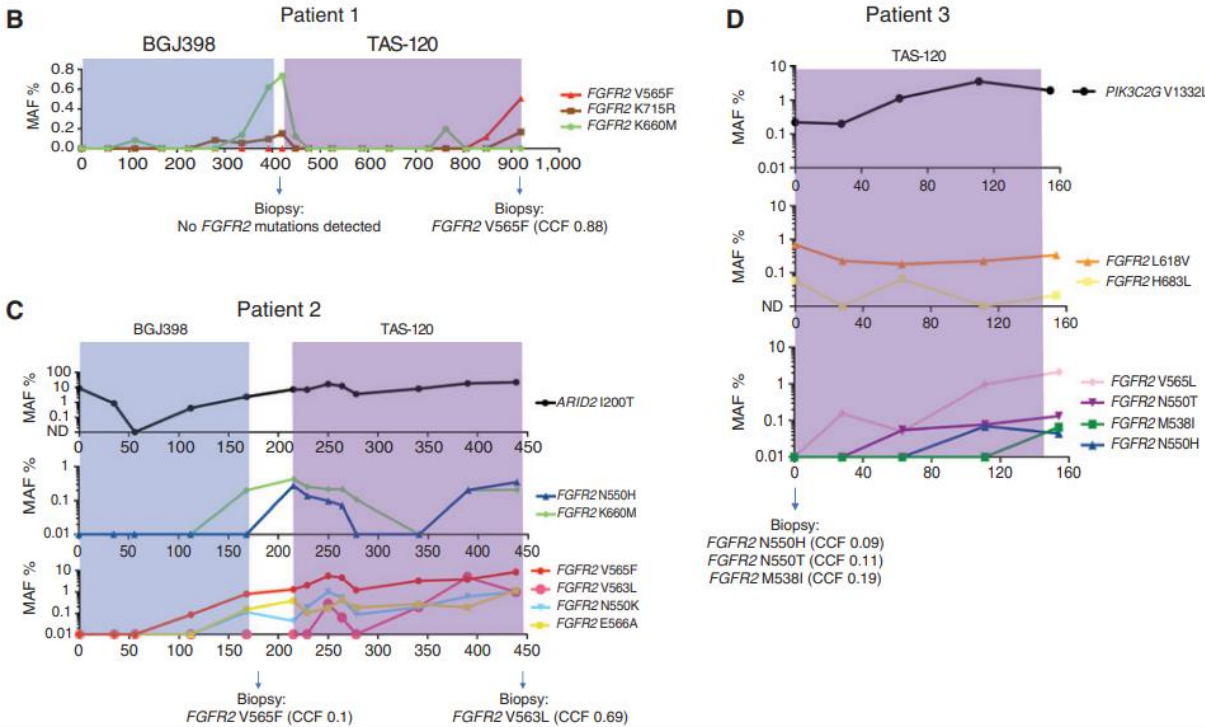 B
Patient 1
BGJ398
TAS-120
MAF %
0.8
0.6
0.4
0.2
0.0
0 100 200 300 400 500 600 700 800 900 1,000
FGFR2 V565F
FGFR2 K715R
FGFR2 K660M
Biopsy:
No FGFR2 mutations detected
Biopsy:
FGFR2 V565F (CCF 0.88)
C
Patient 2
BGJ398
TAS-120
MAF %
100
10
1
0.1
ND
0 50 100 150 200 250 300 350 400 450
ARID2 I200T
MAF %
1
0.1
0.01
0 50 100 150 200 250 300 350 400 450
FGFR2 N550H
FGFR2 K660M
MAF %
10
1
0.1
0.01
0 50 100 150 200 250 300 350 400 450
FGFR2 V565F
FGFR2 V563L
FGFR2 N550K
FGFR2 E566A
Biopsy:
FGFR2 V565F (CCF 0.1)
Biopsy:
FGFR2 V563L (CCF 0.69)
D
Patient 3
TAS-120
MAF %
10
1
0.1
0.01
0 40 80 120 160
PIK3C2G V1332L
MAF %
10
1
0.1
ND
0 40 80 120 160
FGFR2 L618V
FGFR2 H683L
MAF %
10
1
0.1
0.01
0 40 80 120 160
FGFR2 V565L
FGFR2 N550T
FGFR2 M538I
FGFR2 N550H
Biopsy:
FGFR2 N550H (CCF 0.09)
FGFR2 N550T (CCF 0.11)
FGFR2 M538I (CCF 0.19)